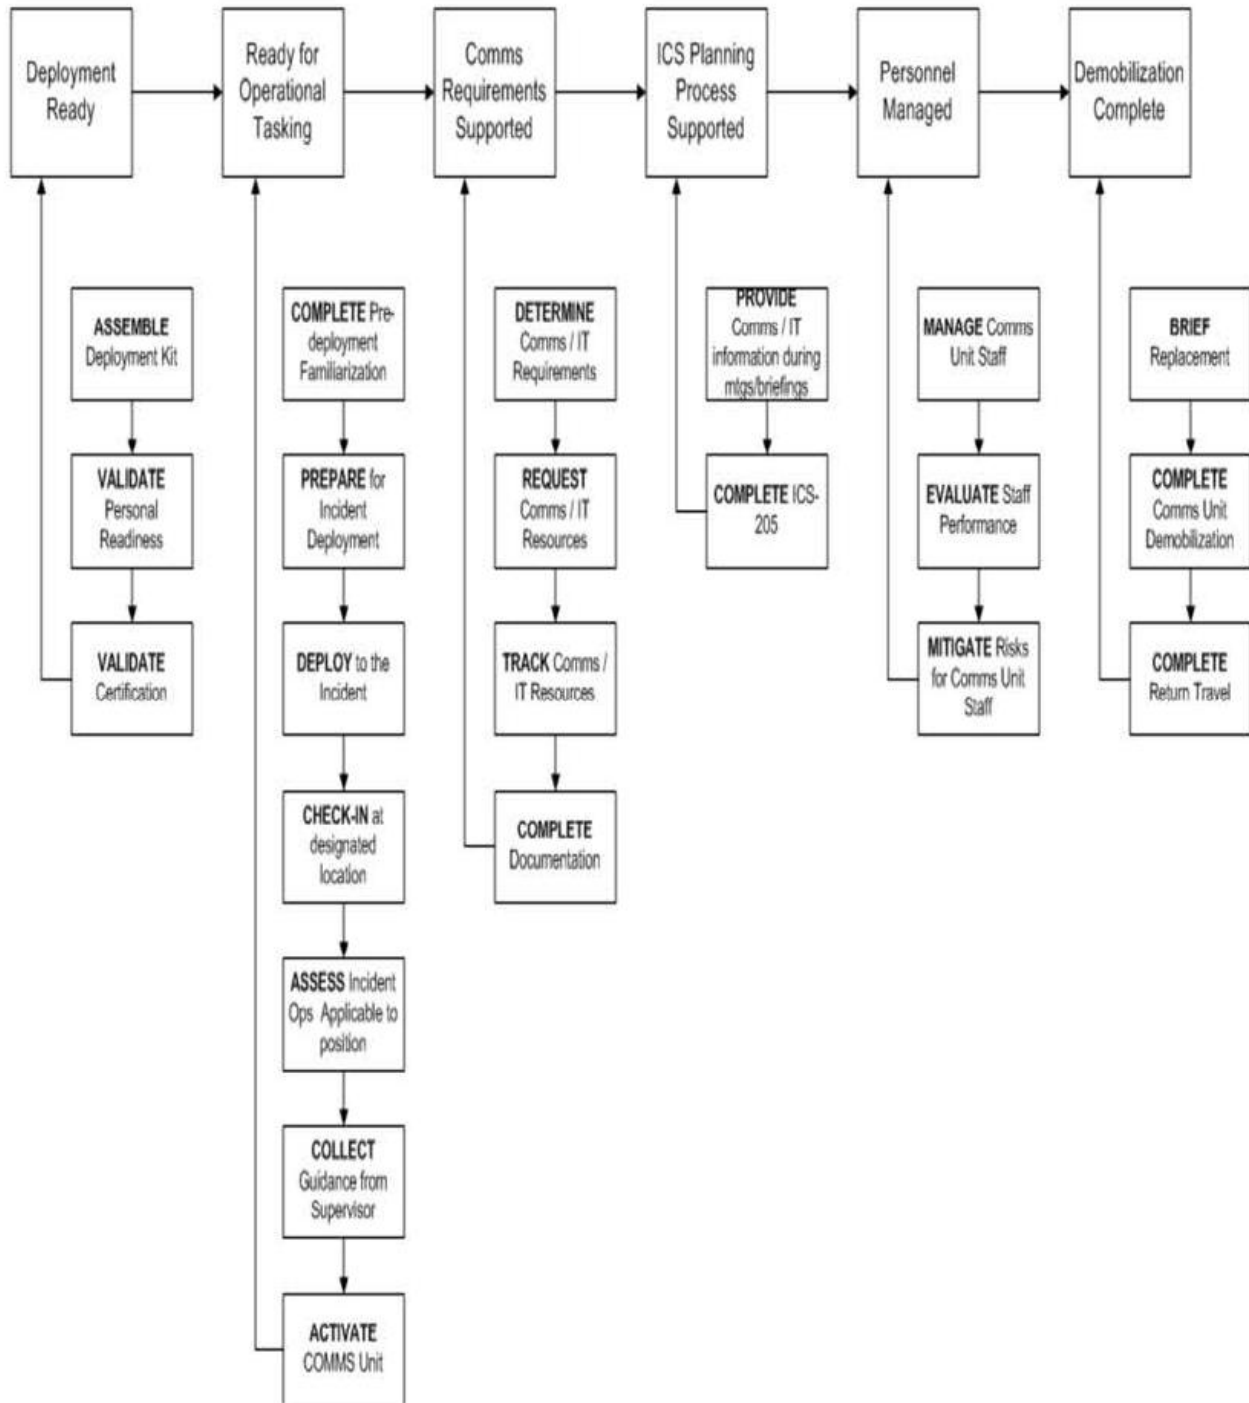 Deployment
Ready
Ready for
Operational
Tasking
Comms
Requirements
Supported
ICS Planning
Process
Supported
Personnel
Managed
Demobilization
Complete
ASSEMBLE
Deployment Kit
VALIDATE
Personal
Readiness
VALIDATE
Certification
COMPLETE Pre-
deployment
Familiarization
PREPARE for
Incident
Deployment
DEPLOY to the
Incident
CHECK-IN at
designated
location
ASSESS Incident
Ops Applicable to
position
COLLECT
Guidance from
Supervisor
ACTIVATE
COMMS Unit
DETERMINE
Comms / IT
Requirements
REQUEST
Comms / IT
Resources
TRACK Comms /
IT Resources
COMPLETE
Documentation
PROVIDE
Comms / IT
information during
mtgs/briefings
COMPLETE ICS-
205
MANAGE Comms
Unit Staff
EVALUATE Staff
Performance
MITIGATE Risks
for Comms Unit
Staff
BRIEF
Replacement
COMPLETE
Comms Unit
Demobilization
COMPLETE
Return Travel